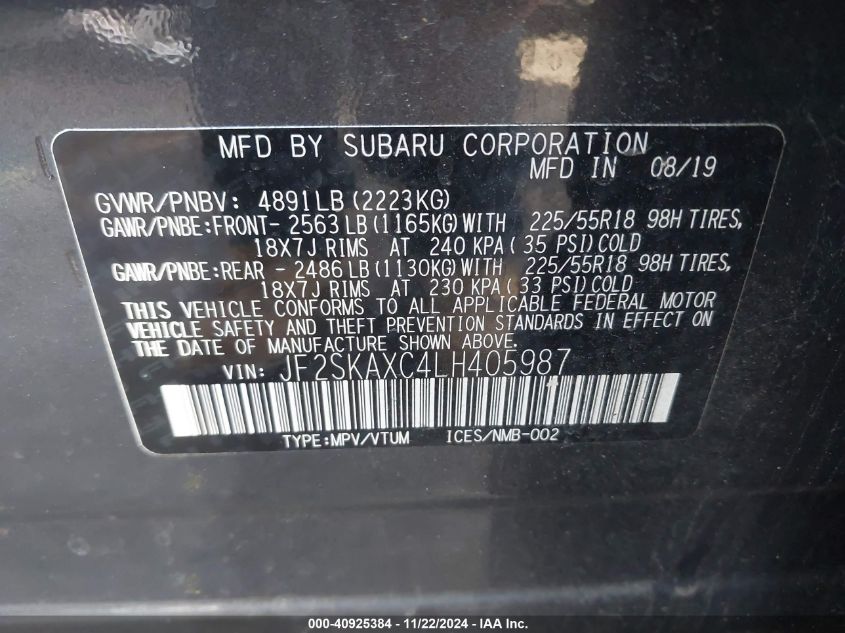 MFD BY SUBARU CORPORATION
MFD IN 08/19
GVWR/PNBV: 4891LB(2223KG)
GAWR/PNBE:FRONT- 2563LB(1165KG)WITH 225/55R18 98H TIRES,
18X7J RIMS AT 240 KPA( 35 PSI)COLD
GAWR/PNBE:REAR - 2486LB(1130KG)WITH 225/55R18 98H TIRES,
18X7J RIMS AT 230 KPA( 33 PSI)COLD
THIS VEHICLE CONFORMS TO ALL APPLICABLE FEDERAL MOTOR
VEHICLE SAFETY AND THEFT PREVENTION STANDARDS IN EFFECT ON
THE DATE OF MANUFACTURE SHOWN ABOVE.
VIN: JF2SKAXC4LH405987
TYPE:MPV/VTUM ICES/NMB-002
000-40925384 - 11/22/2024 - IAA Inc.